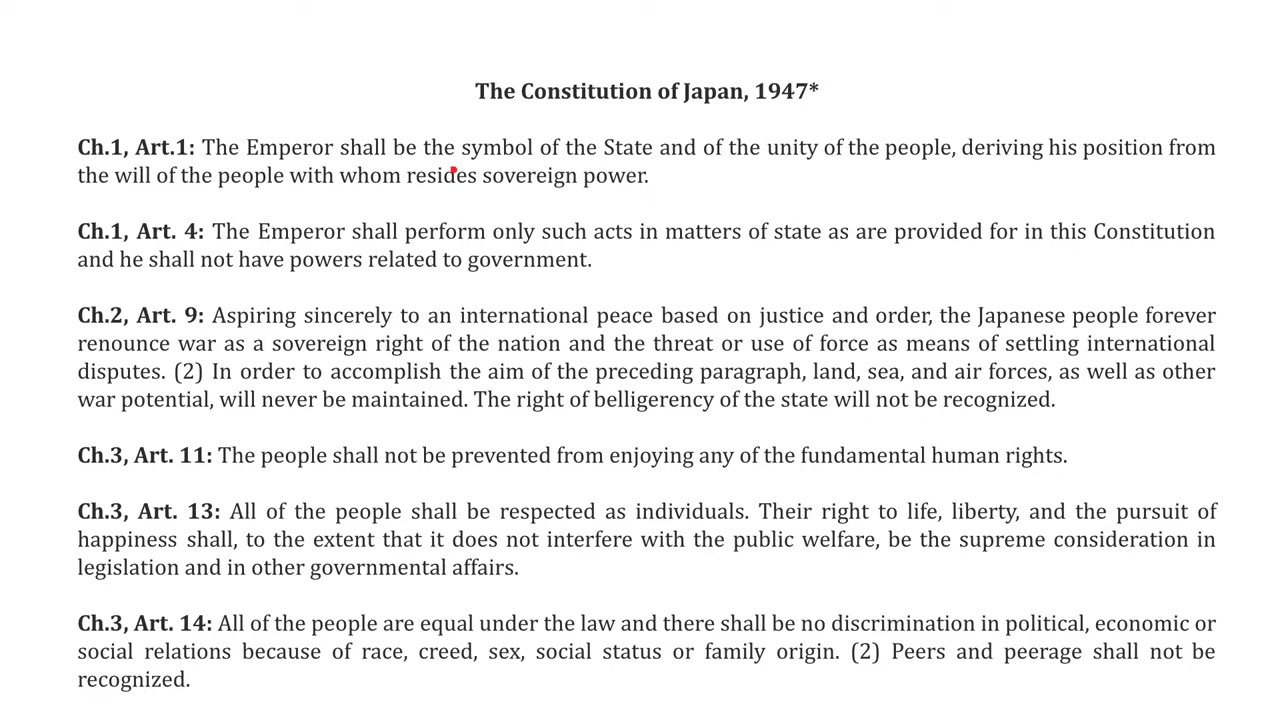 The Constitution of Japan, 1947*
Ch.1, Art.1: The Emperor shall be the symbol of the State and of the unity of the people, deriving his position from
the will of the people with whom resides sovereign power.
Ch.1, Art. 4: The Emperor shall perform only such acts in matters of state as are provided for in this Constitution
and he shall not have powers related to government.
Ch.2, Art. 9: Aspiring sincerely to an international peace based on justice and order, the Japanese people forever
renounce war as a sovereign right of the nation and the threat or use of force as means of settling international
disputes. (2) In order to accomplish the aim of the preceding paragraph, land, sea, and air forces, as well as other
war potential, will never be maintained. The right of belligerency of the state will not be recognized.
Ch.3, Art. 11: The people shall not be prevented from enjoying any of the fundamental human rights.
Ch.3, Art. 13: All of the people shall be respected as individuals. Their right to life, liberty, and the pursuit of
happiness shall, to the extent that it does not interfere with the public welfare, be the supreme consideration in
legislation and in other governmental affairs.
Ch.3, Art. 14: All of the people are equal under the law and there shall be no discrimination in political, economic or
social relations because of race, creed, sex, social status or family origin. (2) Peers and peerage shall not be
recognized.